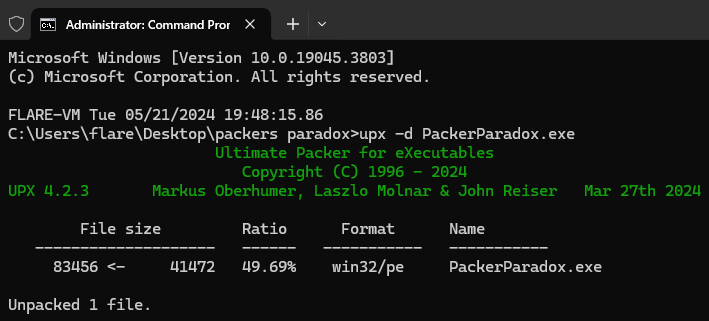 Administrator: Command Pror
Microsoft Windows [Version 10.0.19045.3803]
(c) Microsoft Corporation. All rights reserved.
FLARE-VM Tue 05/21/2024 19:48:15.86
C:\Users\flare\Desktop\packers paradox>upx -d PackerParadox.exe
Ultimate Packer for eXecutables
Copyright (C) 1996 - 2024
UPX 4.2.3 Markus Oberhumer, Laszlo Molnar & John Reiser Mar 27th 2024
File size Ratio Format Name
-------------------- ------ ----------- -----------
83456 <- 41472 49.69% win32/pe PackerParadox.exe
Unpacked 1 file.